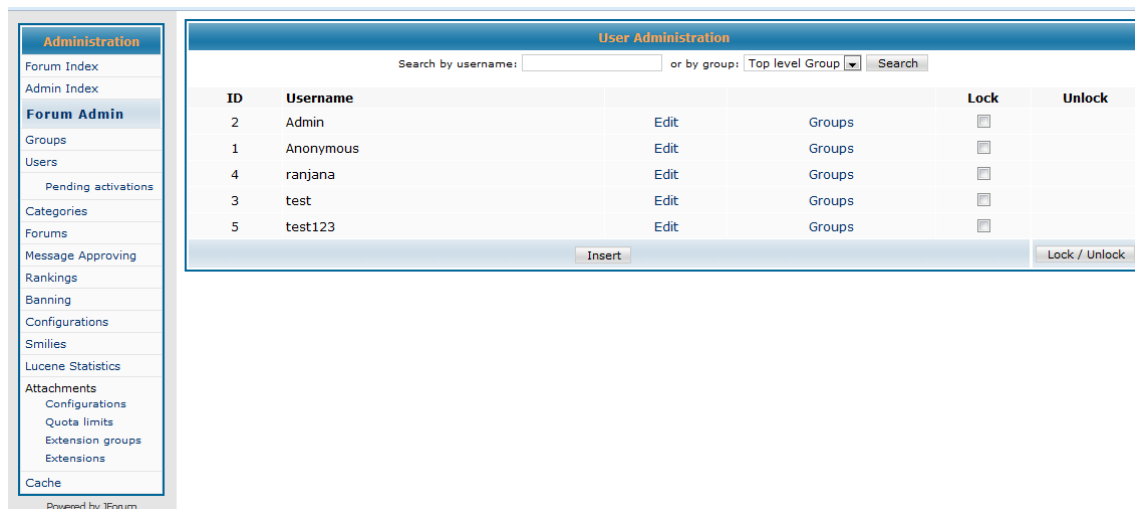 Administration
Forum Index
Admin Index
Forum Admin
Groups
Users
Pending activations
Categories
Forums
Message Approving
Rankings
Banning
Configurations
Smilies
Lucene Statistics
Attachments
Configurations
Quota limits
Extension groups
Extensions
Cache
Powered by JForum
User Administration
Search by username: or by group: Top level Group Search
ID Username Lock Unlock
2 Admin Edit Groups
1 Anonymous Edit Groups
4 ranjana Edit Groups
3 test Edit Groups
5 test123 Edit Groups
Insert Lock / Unlock